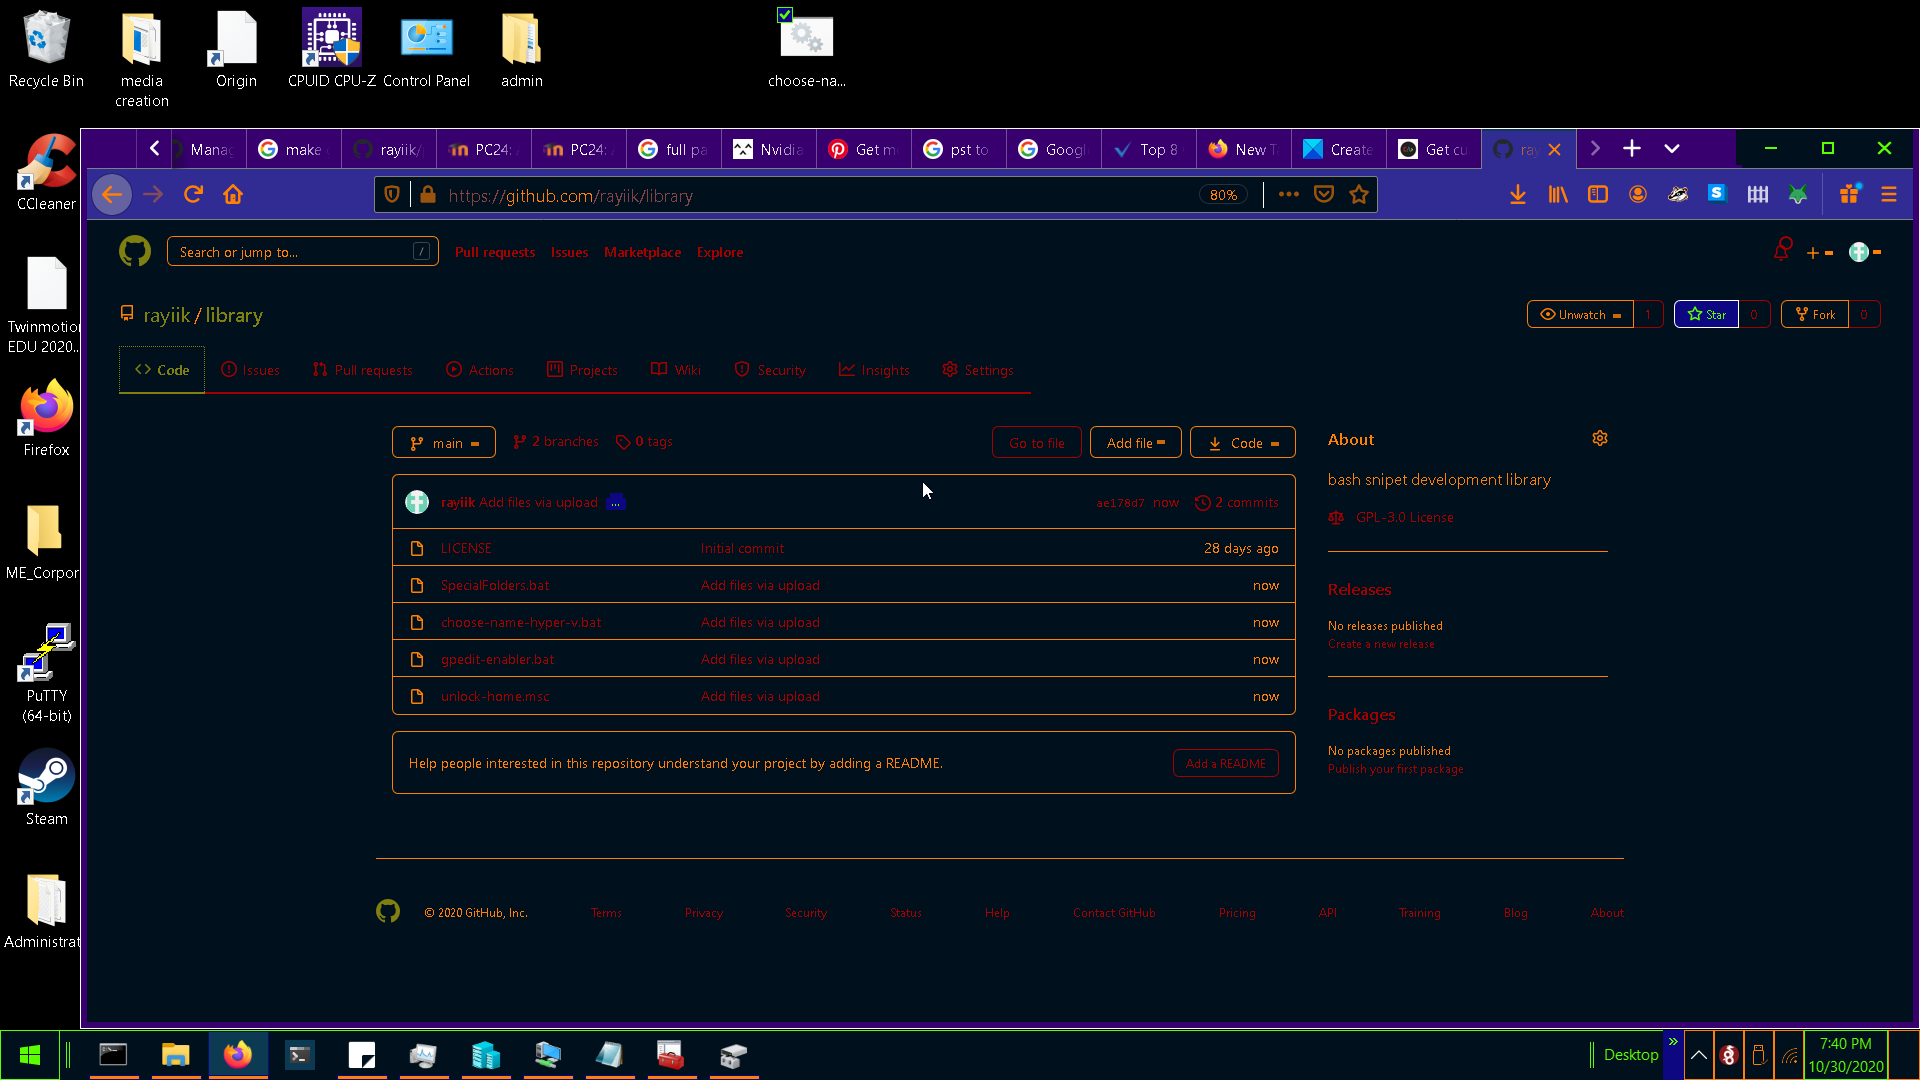 Recycle Bin
media creation
Origin
CPUID CPU-Z
Control Panel
admin
choose-na...
CCleaner
Twinmotion EDU 2020...
Firefox
ME_Corpor
PuTTY (64-bit)
Steam
Administrat
Manag
make
rayiik/
PC24:
PC24:
full pa
Nvidia
Get m
pst to
Googl
Top 8
New T
Create
Get cu
ray
https://github.com/rayiik/library
80%
Search or jump to...
/
Pull requests
Issues
Marketplace
Explore
rayiik / library
Unwatch
1
Star
0
Fork
0
Code
Issues
Pull requests
Actions
Projects
Wiki
Security
Insights
Settings
main
2 branches
0 tags
Go to file
Add file
Code
rayiik Add files via upload ...
ae178d7 now
2 commits
LICENSE Initial commit 28 days ago
SpecialFolders.bat Add files via upload now
choose-name-hyper-v.bat Add files via upload now
gpedit-enabler.bat Add files via upload now
unlock-home.msc Add files via upload now
Help people interested in this repository understand your project by adding a README.
Add a README
About
bash snipet development library
GPL-3.0 License
Releases
No releases published
Create a new release
Packages
No packages published
Publish your first package
© 2020 GitHub, Inc.
Terms
Privacy
Security
Status
Help
Contact GitHub
Pricing
API
Training
Blog
About
Desktop
7:40 PM
10/30/2020